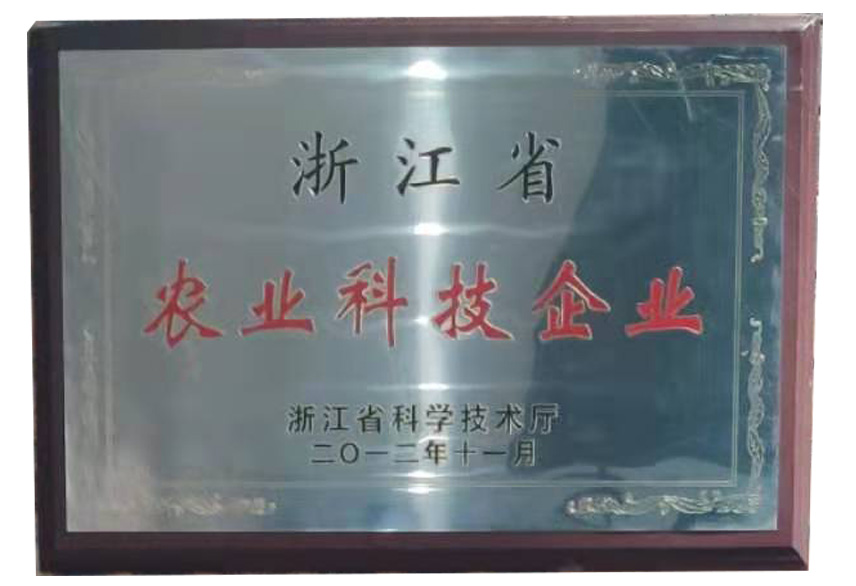 浙江省
农业科技企业
浙江省科学技术厅
二〇一二年十一月